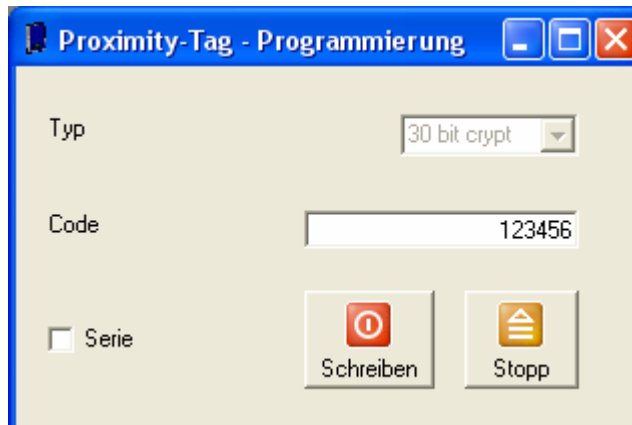 Proximity-Tag - Programmierung
Typ
30 bit crypt
Code
123456
Serie
Schreiben
Stopp